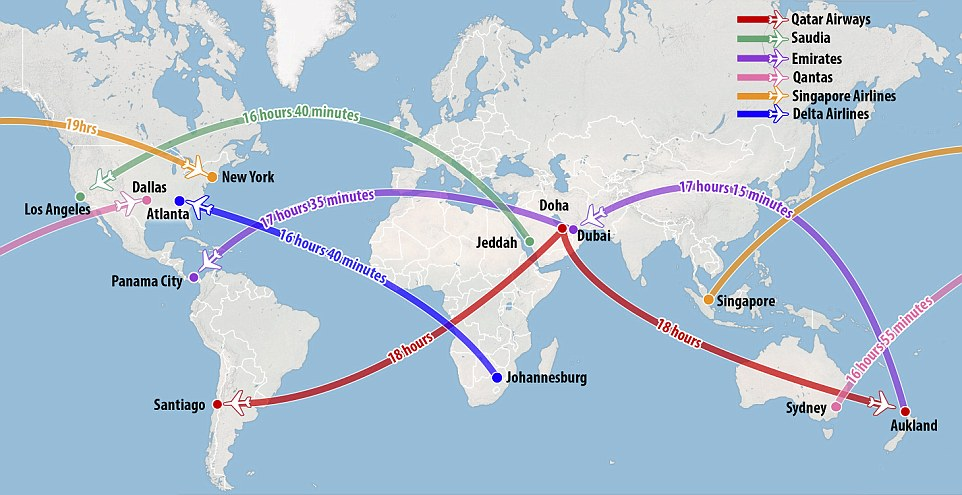 Qatar Airways
Saudia
Emirates
Qantas
Singapore Airlines
Delta Airlines
19hrs
16 hours 40 minutes
New York
Dallas
Los Angeles
Atlanta
17 hours 35 minutes
17 hours 15 minutes
Doha
Dubai
Jeddah
16 hours 40 minutes
Panama City
Singapore
18 hours
18 hours
16 hours 55 minutes
Johannesburg
Santiago
Sydney
Aukland